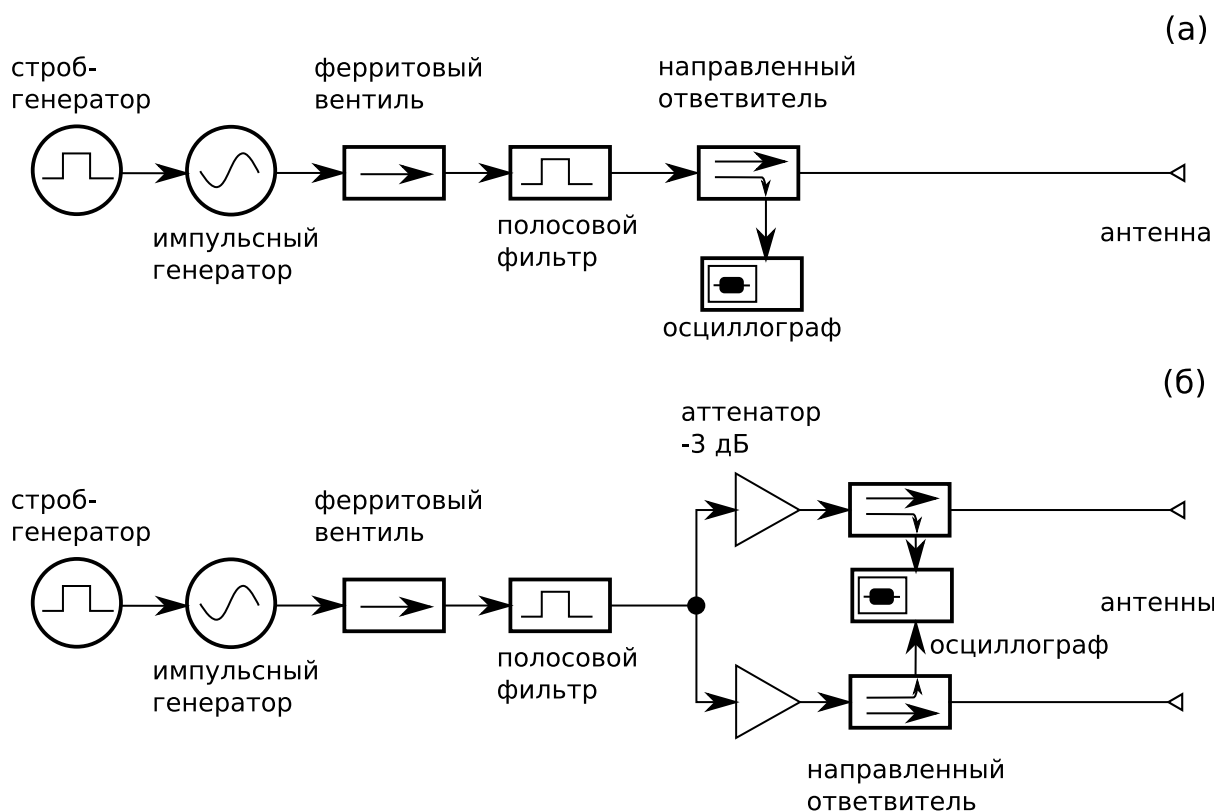 (а)
строб-
генератор
ферритовый
вентиль
направленный
ответвитель
импульсный
генератор
полосовой
фильтр
антенна
осциллограф
(б)
аттенатор
-3 дБ
строб-
генератор
ферритовый
вентиль
антенны
осциллограф
импульсный
генератор
полосовой
фильтр
направленный
ответвитель